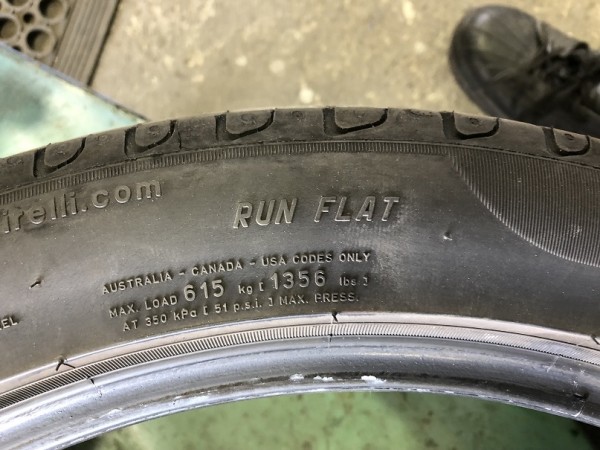 irelli.com
RUN FLAT
AUSTRALIA - CANADA - USA CODES ONLY
MAX. LOAD 615 kg [ 1356 lbs ]
AT 350 kPa [ 51 p.s.i. ] MAX. PRESS.
EL